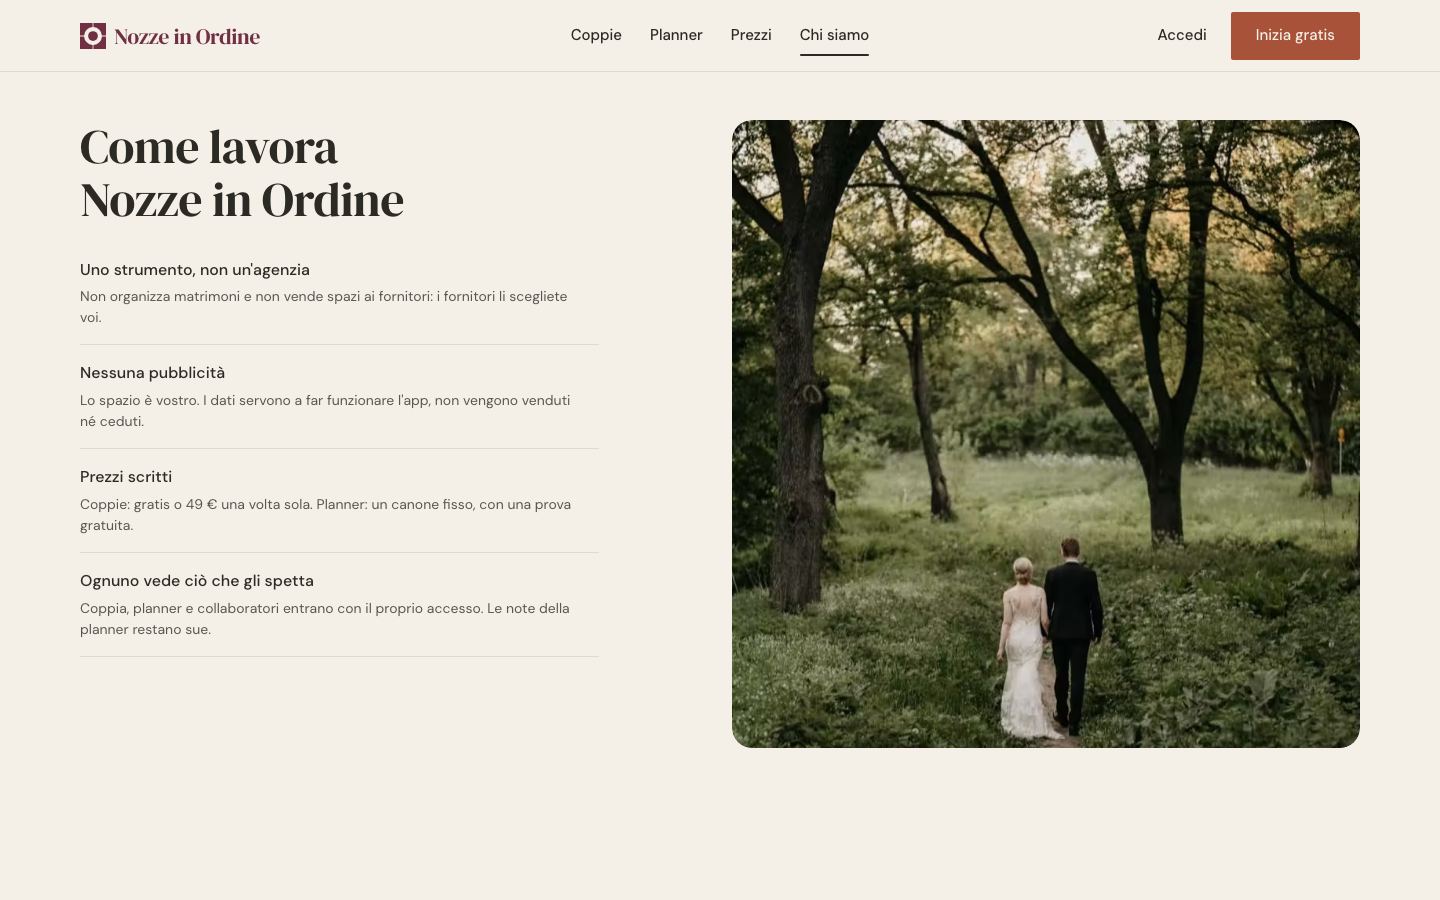 Nozze in Ordine
Coppie
Planner
Prezzi
Chi siamo
Accedi
Inizia gratis
Come lavora
Nozze in Ordine
Uno strumento, non un'agenzia
Non organizza matrimoni e non vende spazi ai fornitori: i fornitori li scegliete
voi.
Nessuna pubblicità
Lo spazio è vostro. I dati servono a far funzionare l'app, non vengono venduti
né ceduti.
Prezzi scritti
Coppie: gratis o 49 € una volta sola. Planner: un canone fisso, con una prova
gratuita.
Ognuno vede ciò che gli spetta
Coppia, planner e collaboratori entrano con il proprio accesso. Le note della
planner restano sue.